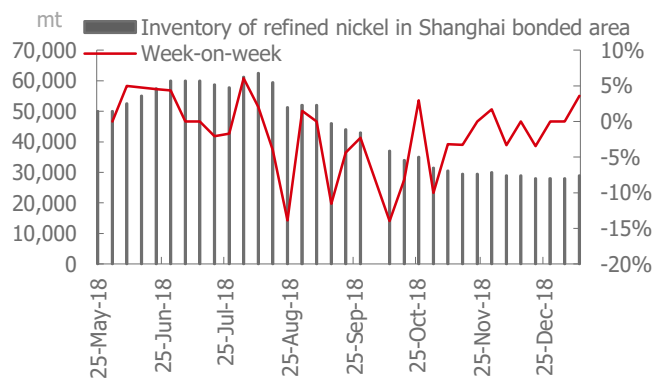 mt
Inventory of refined nickel in Shanghai bonded area
Week-on-week
70,000
60,000
50,000
40,000
30,000
20,000
10,000
0
10%
5%
0%
-5%
-10%
-15%
-20%
25-May-18
25-Jun-18
25-Jul-18
25-Aug-18
25-Sep-18
25-Oct-18
25-Nov-18
25-Dec-18